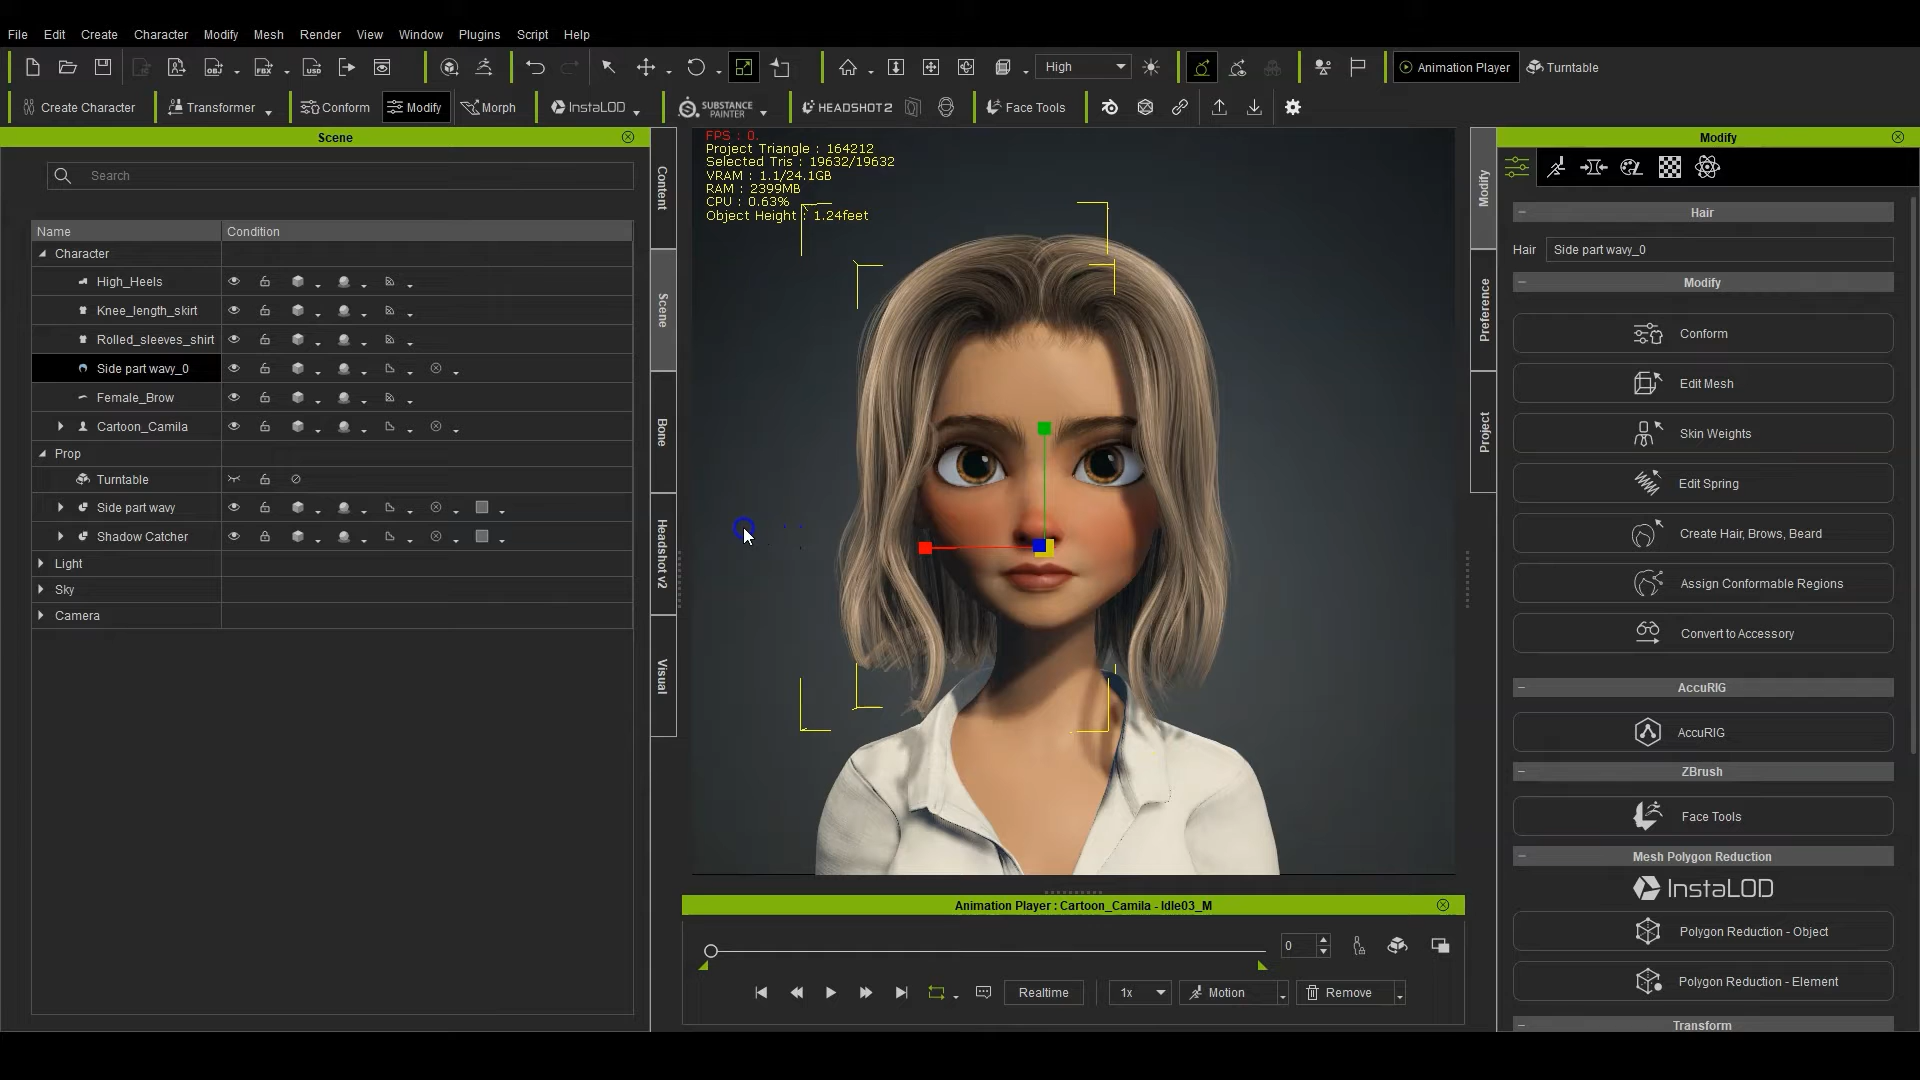 File Edit Create Character Modify Mesh Render View Window Plugins Script Help
High Animation Player Turntable
Create Character Transformer Conform Modify Morph InstaLOD SUBSTANCE PAINTER HEADSHOT 2 Face Tools
Scene
Search
Name Condition
Character
High_Heels
Knee_length_skirt
Rolled_sleeves_shirt
Side part wavy_0
Female_Brow
Cartoon_Camila
Prop
Turntable
Side part wavy
Shadow Catcher
Light
Sky
Camera
Content
Scene
Bone
Headshot v2
Visual
FPS : 0.
Project Triangle : 164212
Selected Tris : 19632/19632
VRAM : 1.1/24.1GB
RAM : 2399MB
CPU : 0.63%
Object Height : 1.24feet
Animation Player : Cartoon_Camila - Idle03_M
0
Realtime 1x Motion Remove
Modify
Preference
Project
Modify
Hair
Hair Side part wavy_0
Modify
Conform
Edit Mesh
Skin Weights
Edit Spring
Create Hair, Brows, Beard
Assign Conformable Regions
Convert to Accessory
AccuRIG
AccuRIG
ZBrush
Face Tools
Mesh Polygon Reduction
InstaLOD
Polygon Reduction - Object
Polygon Reduction - Element
Transform